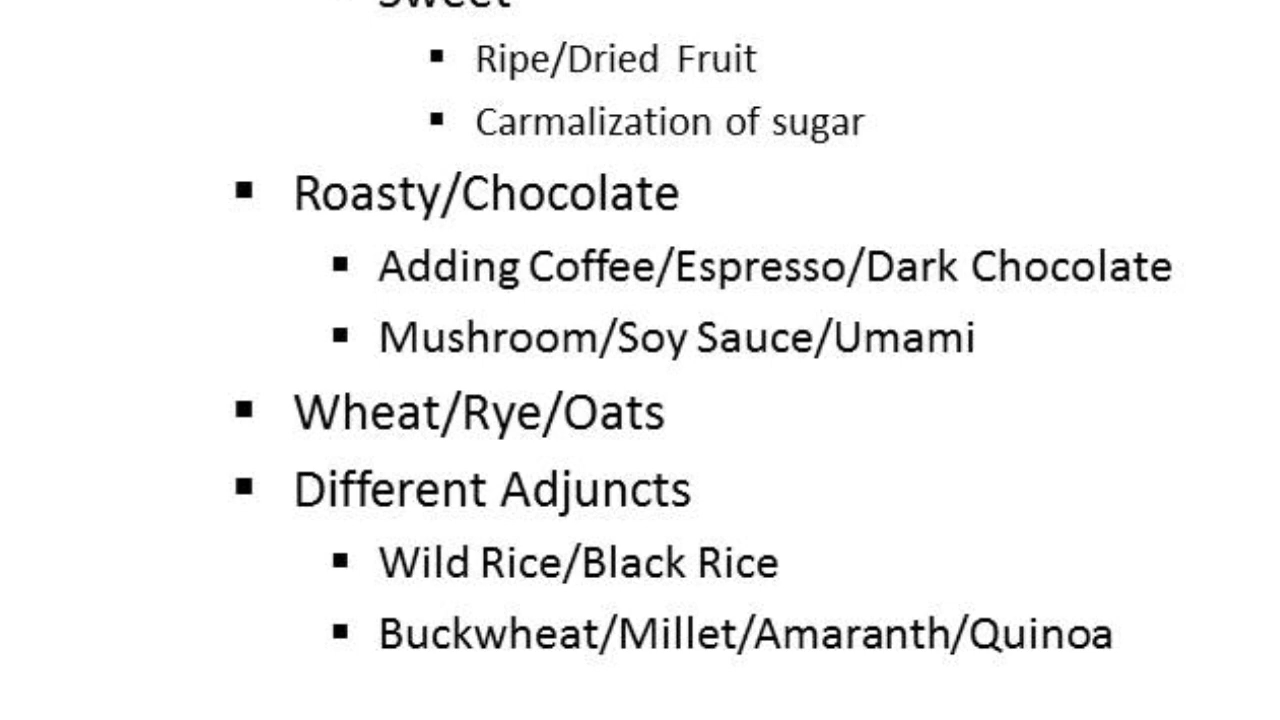 Sweet
▪ Ripe/Dried Fruit
▪ Carmalization of sugar
▪ Roasty/Chocolate
▪ Adding Coffee/Espresso/Dark Chocolate
▪ Mushroom/Soy Sauce/Umami
▪ Wheat/Rye/Oats
▪ Different Adjuncts
▪ Wild Rice/Black Rice
▪ Buckwheat/Millet/Amaranth/Quinoa